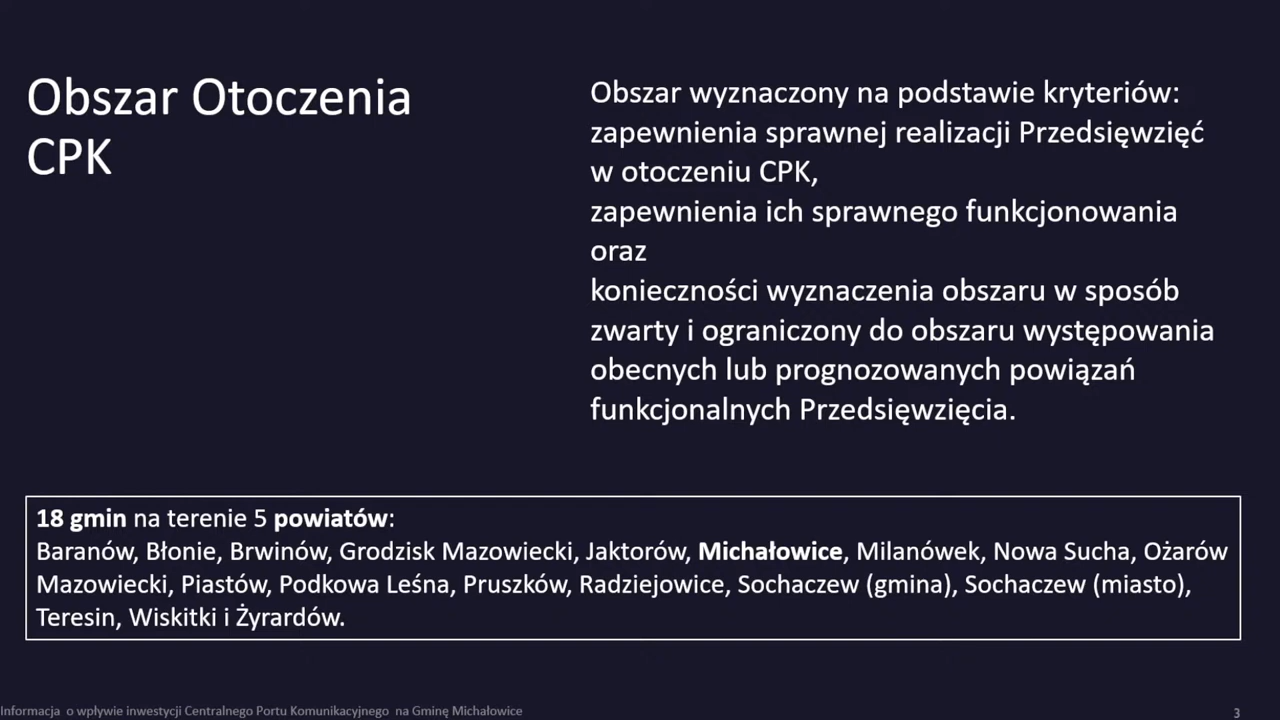 Obszar Otoczenia
CPK
Obszar wyznaczony na podstawie kryteriów:
zapewnienia sprawnej realizacji Przedsięwzięć
w otoczeniu CPK,
zapewnienia ich sprawnego funkcjonowania
oraz
konieczności wyznaczenia obszaru w sposób
zwarty i ograniczony do obszaru występowania
obecnych lub prognozowanych powiązań
funkcjonalnych Przedsięwzięcia.
18 gmin na terenie 5 powiatów:
Baranów, Błonie, Brwinów, Grodzisk Mazowiecki, Jaktorów, Michałowice, Milanówek, Nowa Sucha, Ożarów
Mazowiecki, Piastów, Podkowa Leśna, Pruszków, Radziejowice, Sochaczew (gmina), Sochaczew (miasto),
Teresin, Wiskitki i Żyrardów.
Informacja o wpływie inwestycji Centralnego Portu Komunikacyjnego na Gminę Michałowice
3